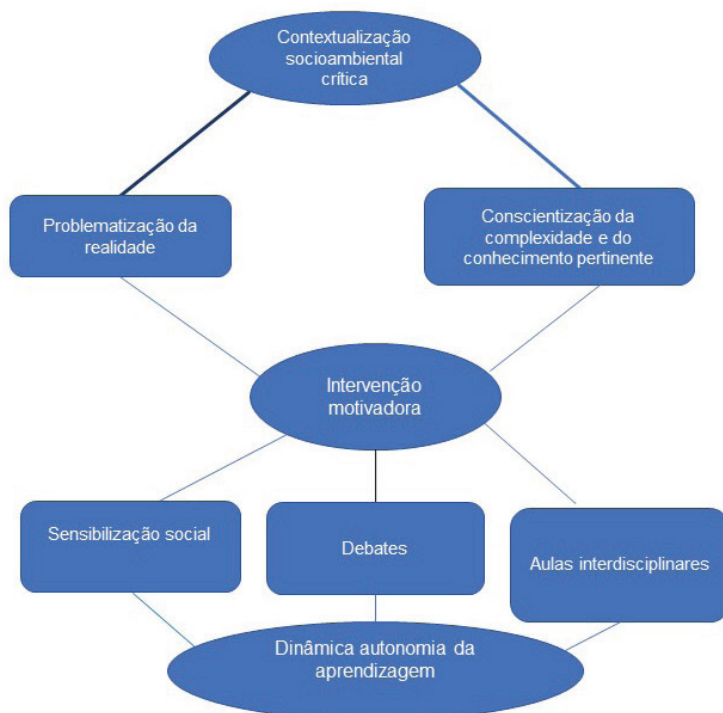 Contextualização
socioambiental
crítica
Problematização da
realidade
Conscientização da
complexidade e do
conhecimento pertinente
Intervenção
motivadora
Sensibilização social
Debates
Aulas interdisciplinares
Dinâmica autonomia da
aprendizagem